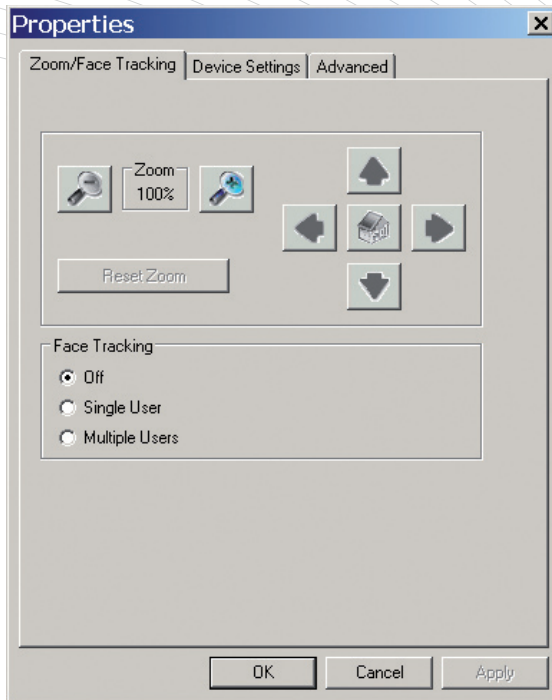 Properties
Zoom/Face Tracking Device Settings Advanced
Zoom
100%
Reset Zoom
Face Tracking
Off
Single User
Multiple Users
OK Cancel Apply